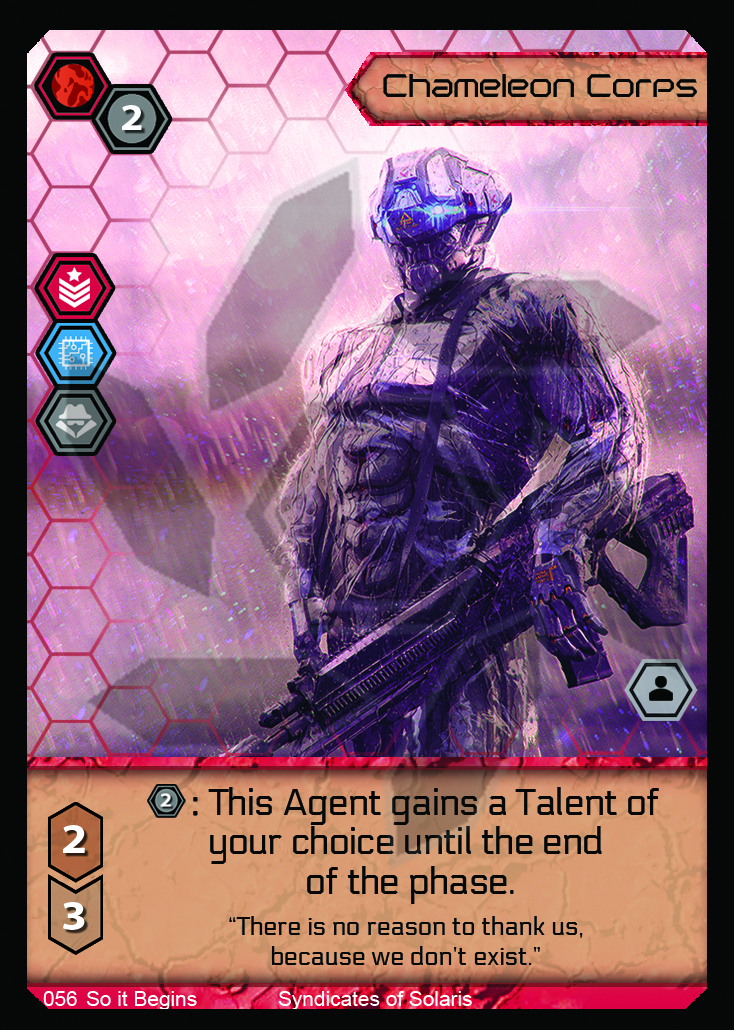 Chameleon Corps
2
2 : This Agent gains a Talent of
your choice until the end
of the phase.
2
3
“There is no reason to thank us,
because we don't exist.”
056 So it Begins Syndicates of Solaris